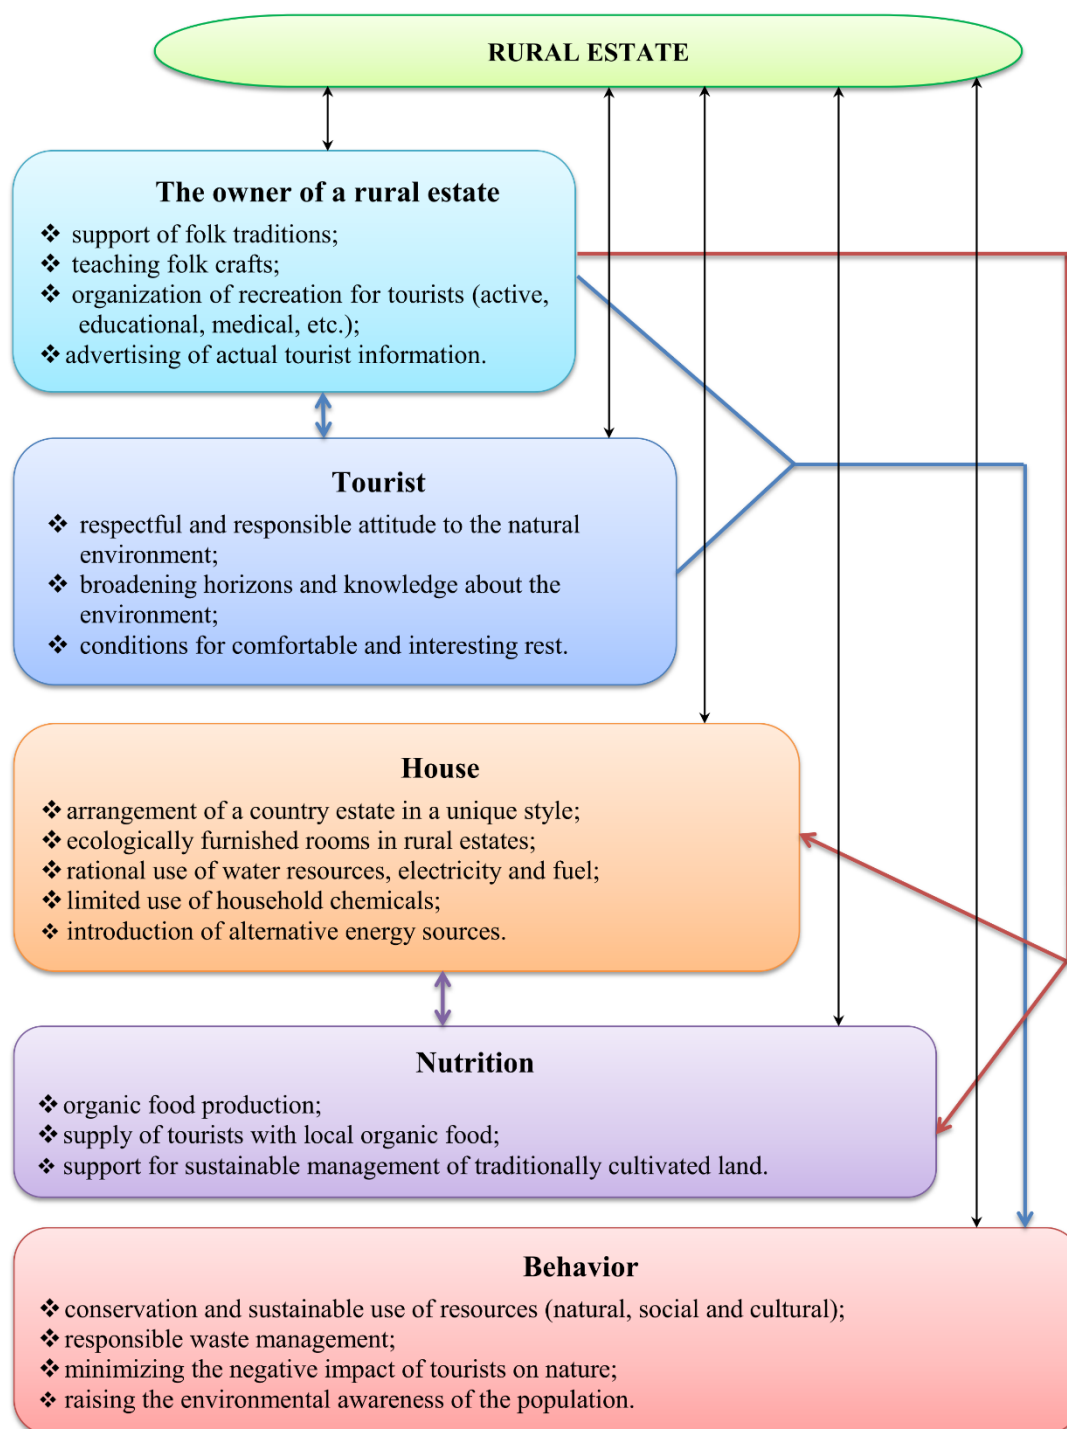 RURAL ESTATE
The owner of a rural estate
❖ support of folk traditions;
❖ teaching folk crafts;
❖ organization of recreation for tourists (active,
educational, medical, etc.);
❖ advertising of actual tourist information.
Tourist
❖ respectful and responsible attitude to the natural
environment;
❖ broadening horizons and knowledge about the
environment;
❖ conditions for comfortable and interesting rest.
House
❖ arrangement of a country estate in a unique style;
❖ ecologically furnished rooms in rural estates;
❖ rational use of water resources, electricity and fuel;
❖ limited use of household chemicals;
❖ introduction of alternative energy sources.
Nutrition
❖ organic food production;
❖ supply of tourists with local organic food;
❖ support for sustainable management of traditionally cultivated land.
Behavior
❖ conservation and sustainable use of resources (natural, social and cultural);
❖ responsible waste management;
❖ minimizing the negative impact of tourists on nature;
❖ raising the environmental awareness of the population.